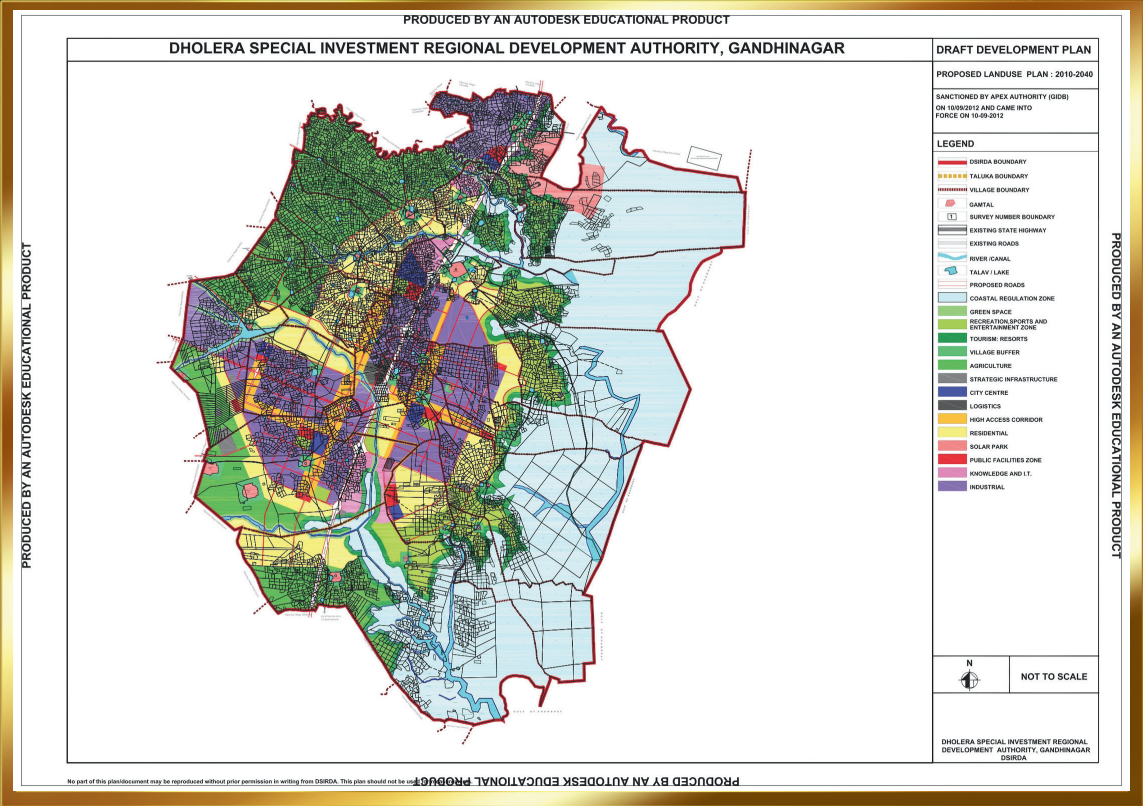 PRODUCED BY AN AUTODESK EDUCATIONAL PRODUCT
DHOLERA SPECIAL INVESTMENT REGIONAL DEVELOPMENT AUTHORITY, GANDHINAGAR
DRAFT DEVELOPMENT PLAN
PROPOSED LANDUSE PLAN : 2010-2040
SANCTIONED BY APEX AUTHORITY (GIDB)
ON 10/09/2012 AND CAME INTO
FORCE ON 10-09-2012
LEGEND
DSIRDA BOUNDARY
TALUKA BOUNDARY
VILLAGE BOUNDARY
GAMTAL
1 SURVEY NUMBER BOUNDARY
EXISTING STATE HIGHWAY
EXISTING ROADS
RIVER /CANAL
TALAV / LAKE
PROPOSED ROADS
COASTAL REGULATION ZONE
GREEN SPACE
RECREATION,SPORTS AND
ENTERTAINMENT ZONE
TOURISM: RESORTS
VILLAGE BUFFER
AGRICULTURE
STRATEGIC INFRASTRUCTURE
CITY CENTRE
LOGISTICS
HIGH ACCESS CORRIDOR
RESIDENTIAL
SOLAR PARK
PUBLIC FACILITIES ZONE
KNOWLEDGE AND I.T.
INDUSTRIAL
N
NOT TO SCALE
DHOLERA SPECIAL INVESTMENT REGIONAL
DEVELOPMENT AUTHORITY, GANDHINAGAR
DSIRDA
PRODUCED BY AN AUTODESK EDUCATIONAL PRODUCT
PRODUCED BY AN AUTODESK EDUCATIONAL PRODUCT
No part of this plan/document may be reproduced without prior permission in writing from DSIRDA. This plan should not be
PRODUCED BY AN AUTODESK EDUCATIONAL PRODUCT